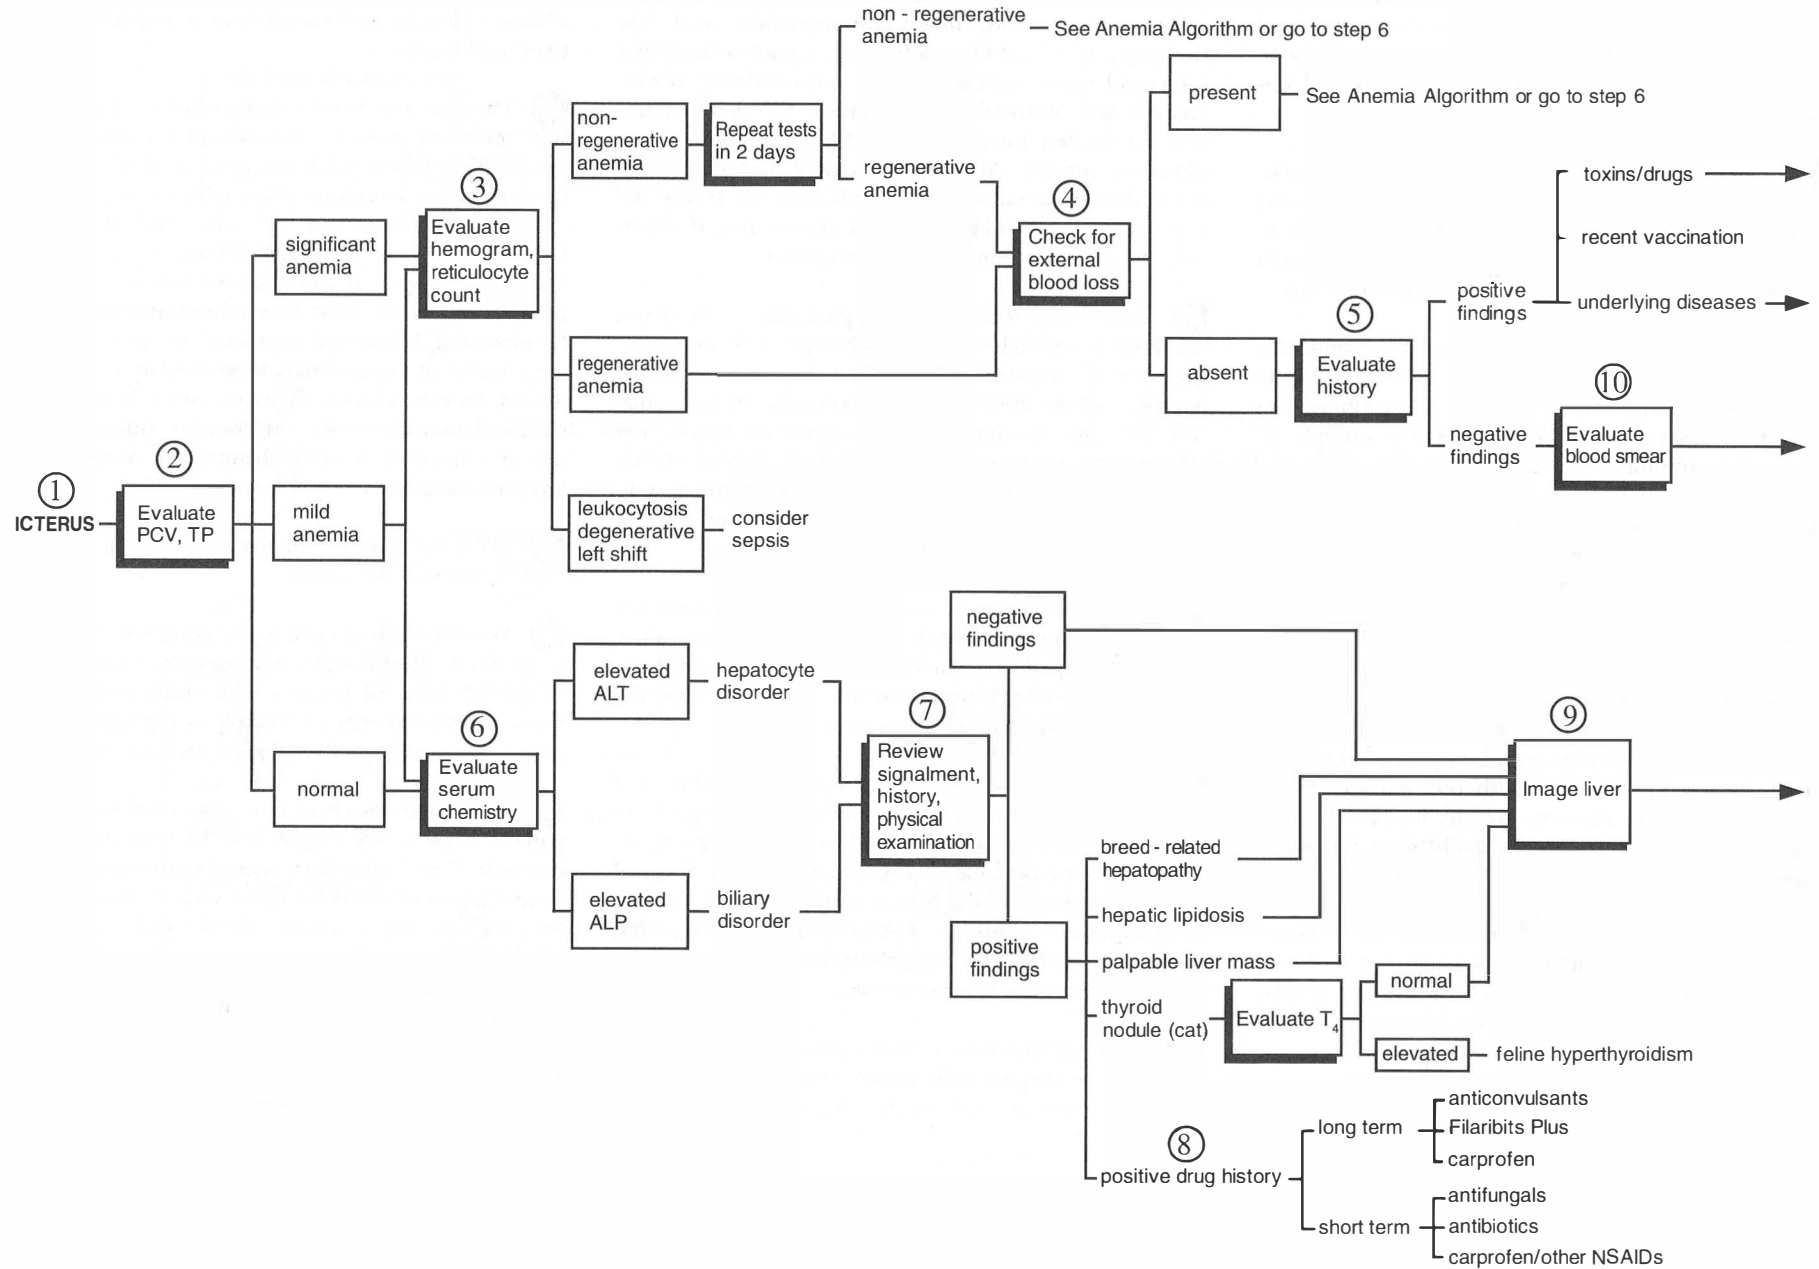 non - regenerative
anemia
See Anemia Algorithm or go to step 6
present
See Anemia Algorithm or go to step 6
non-
regenerative
anemia
Repeat tests
in 2 days
regenerative
anemia
toxins/drugs
3
4
significant
anemia
Evaluate
hemogram,
reticulocyte
count
Check for
external
blood loss
recent vaccination
positive
findings
underlying diseases
5
regenerative
anemia
absent
Evaluate
history
10
negative
findings
Evaluate
blood smear
1
ICTERUS
2
Evaluate
PCV, TP
mild
anemia
leukocytosis
degenerative
left shift
consider
sepsis
negative
findings
elevated
ALT
hepatocyte
disorder
6
7
9
normal
Evaluate
serum
chemistry
Review
signalment,
history,
physical
examination
Image liver
breed - related
hepatopathy
elevated
ALP
biliary
disorder
hepatic lipidosis
positive
findings
palpable liver mass
normal
thyroid
nodule (cat)
Evaluate T4
elevated
feline hyperthyroidism
8
positive drug history
long term
anticonvulsants
Filaribits Plus
carprofen
short term
antifungals
antibiotics
carprofen/other NSAIDs